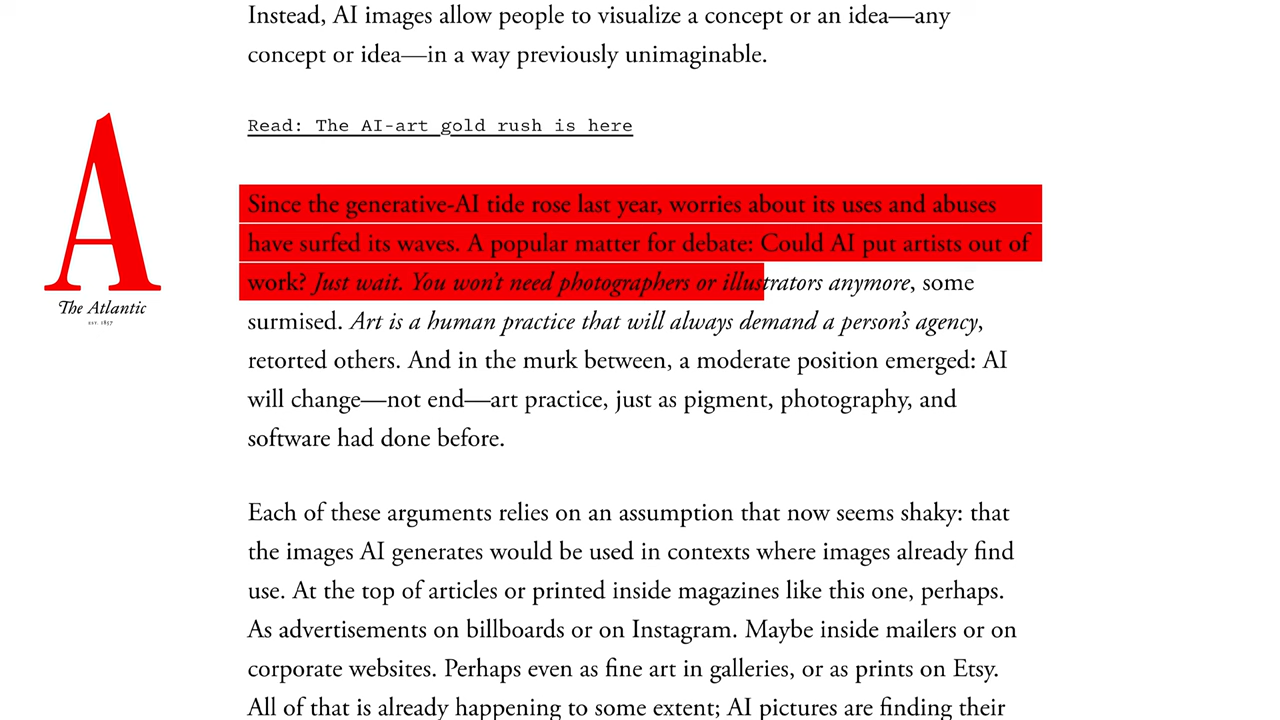 Instead, AI images allow people to visualize a concept or an idea—any
concept or idea—in a way previously unimaginable.
Read: The AI-art gold rush is here
A
The Atlantic
EST. 1857
Since the generative-AI tide rose last year, worries about its uses and abuses
have surfed its waves. A popular matter for debate: Could AI put artists out of
work? Just wait. You won’t need photographers or illustrators anymore, some
surmised. Art is a human practice that will always demand a person’s agency,
retorted others. And in the murk between, a moderate position emerged: AI
will change—not end—art practice, just as pigment, photography, and
software had done before.
Each of these arguments relies on an assumption that now seems shaky: that
the images AI generates would be used in contexts where images already find
use. At the top of articles or printed inside magazines like this one, perhaps.
As advertisements on billboards or on Instagram. Maybe inside mailers or on
corporate websites. Perhaps even as fine art in galleries, or as prints on Etsy.
All of that is already happening to some extent; AI pictures are finding their